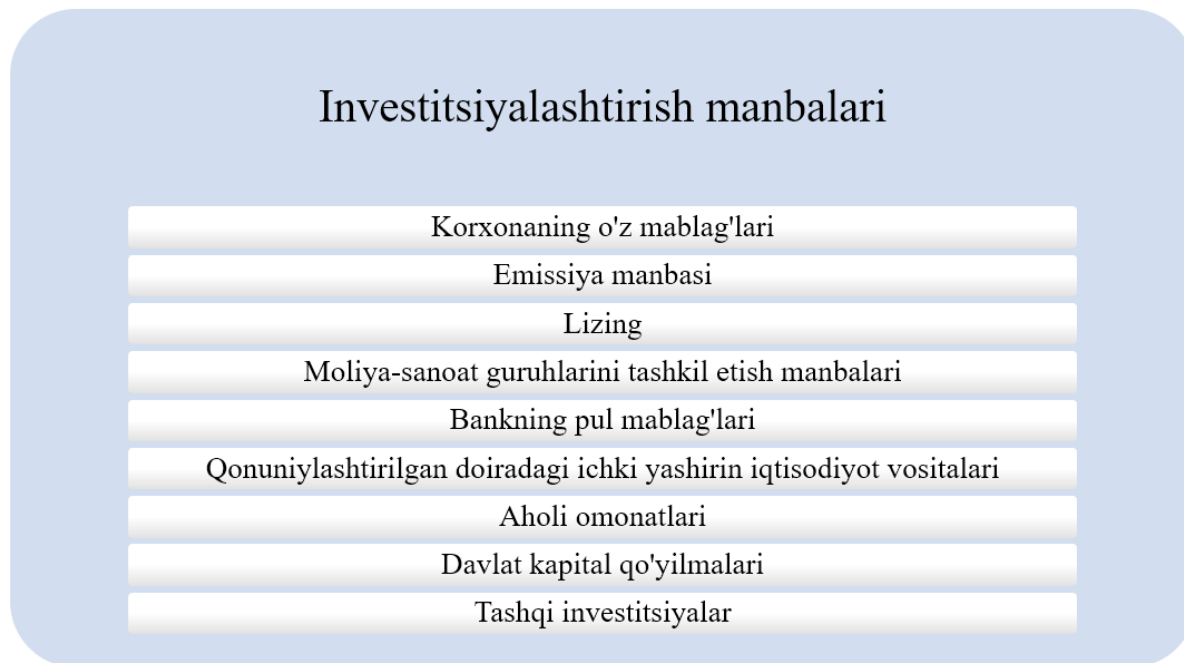 Investitsiyalashtirish manbalari
Korxonaning o'z mablag'lari
Emissiya manbasi
Lizing
Moliya-sanoat guruhlarini tashkil etish manbalari
Bankning pul mablag'lari
Qonuniylashtirilgan doiradagi ichki yashirin iqtisodiyot vositalari
Aholi omonatlari
Davlat kapital qo'yilmalari
Tashqi investitsiyalar